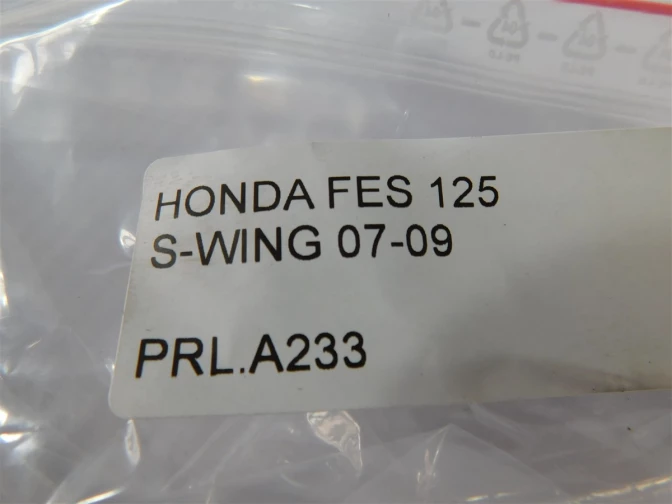 HONDA FES 125
S-WING 07-09
PRL.A233